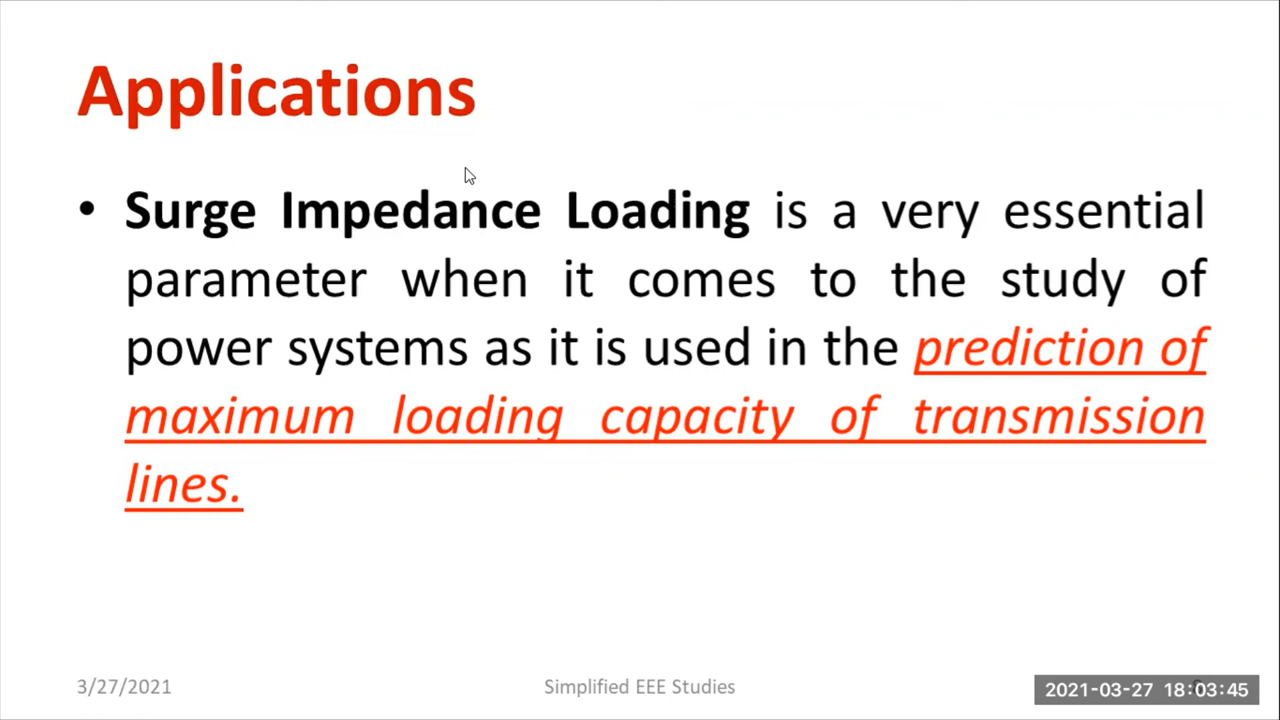 Applications
• Surge Impedance Loading is a very essential
parameter when it comes to the study of
power systems as it is used in the prediction of
maximum loading capacity of transmission
lines.
3/27/2021
Simplified EEE Studies
2021-03-27 18:03:45